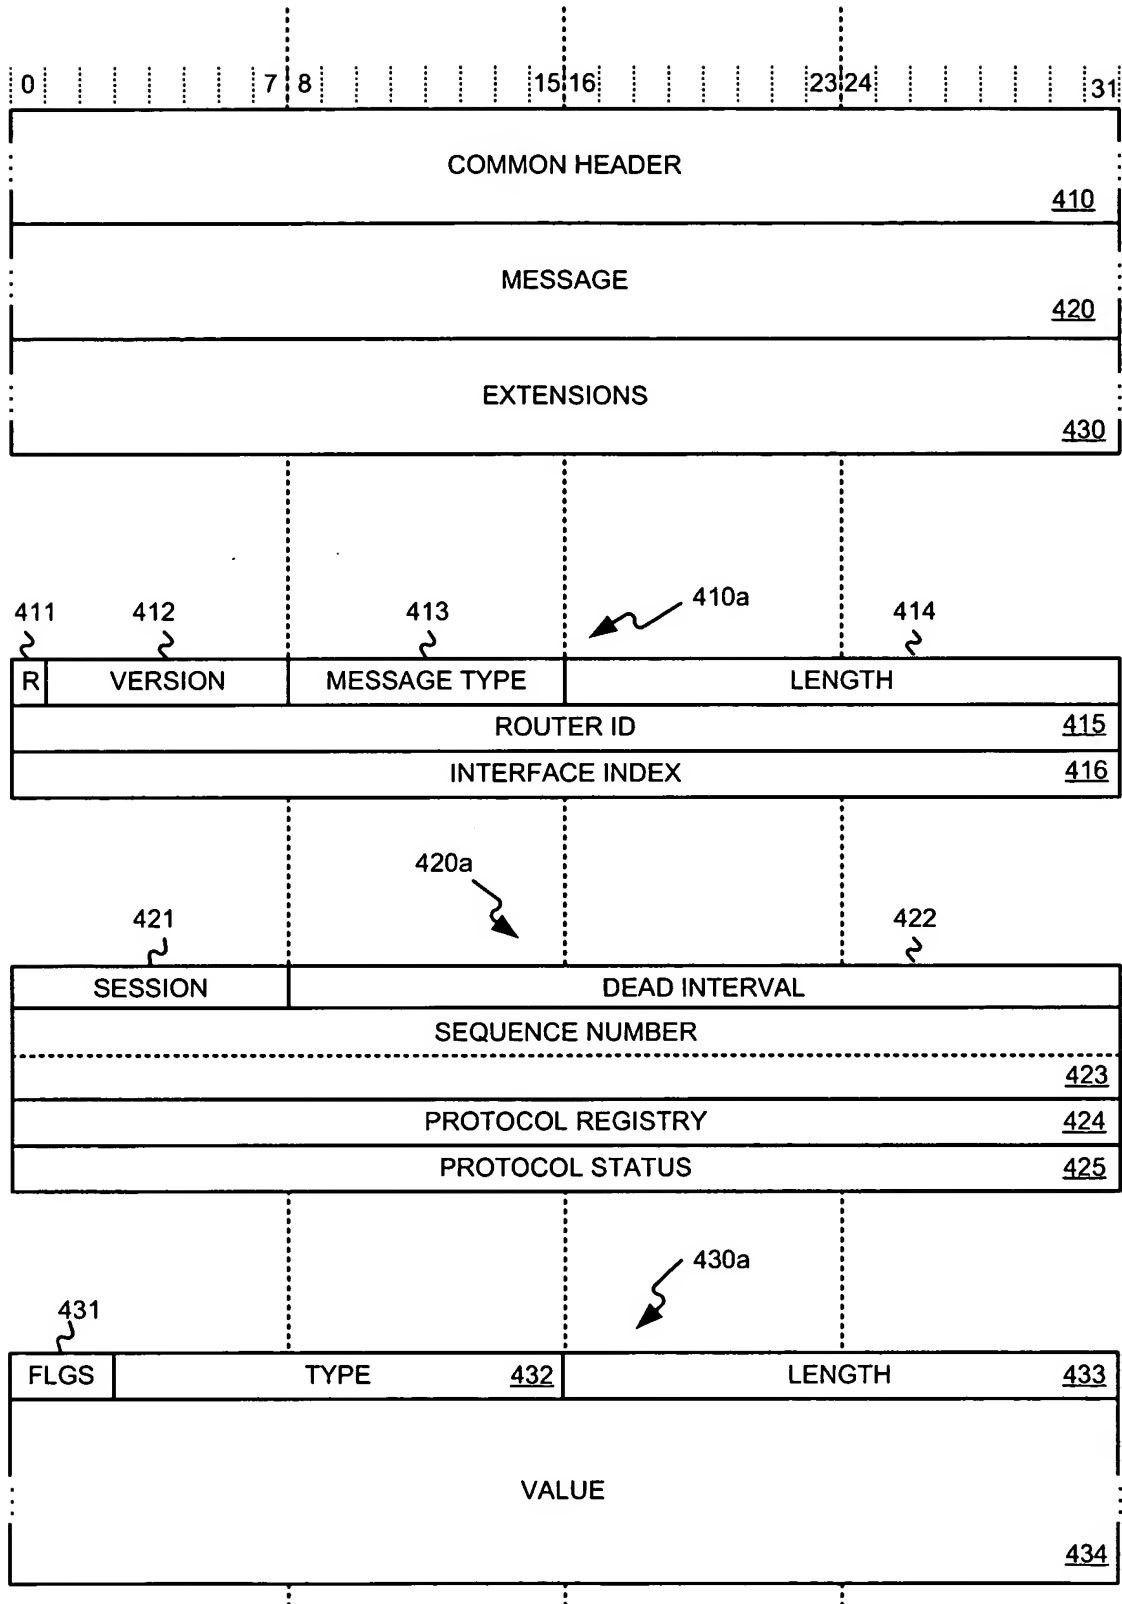 0 7 8 15 16 23 24 31
COMMON HEADER
410
MESSAGE
420
EXTENSIONS
430
411 412 413 410a 414
R VERSION MESSAGE TYPE LENGTH
ROUTER ID 415
INTERFACE INDEX 416
420a
421 422
SESSION DEAD INTERVAL
SEQUENCE NUMBER
423
PROTOCOL REGISTRY 424
PROTOCOL STATUS 425
430a
431
FLGS TYPE 432 LENGTH 433
VALUE
434